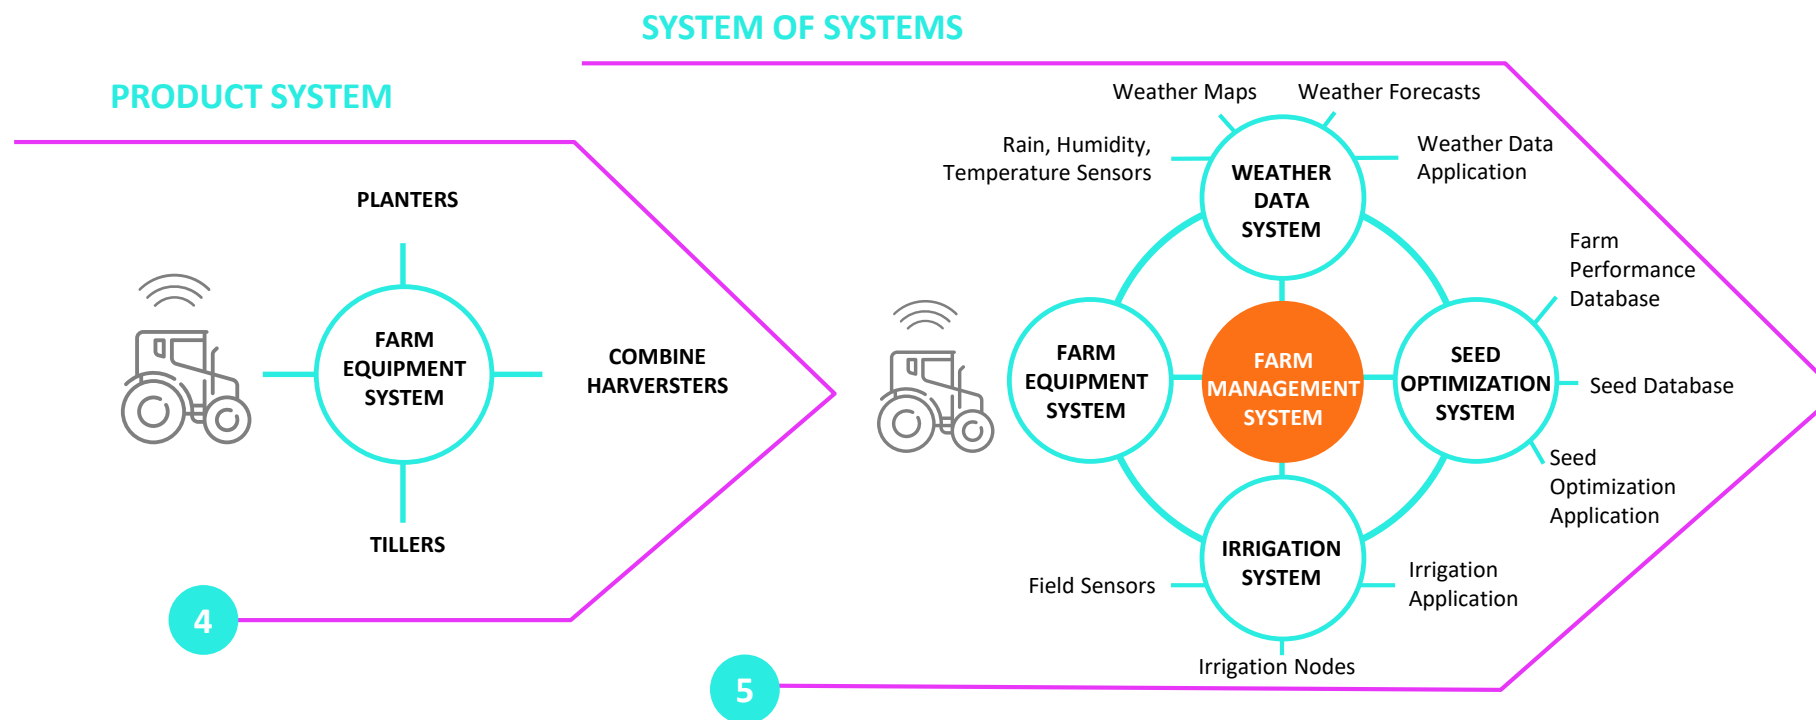 SYSTEM OF SYSTEMS
PRODUCT SYSTEM
PLANTERS
FARM
EQUIPMENT
SYSTEM
COMBINE
HARVERSTERS
TILLERS
4
Weather Maps
Weather Forecasts
Rain, Humidity,
Temperature Sensors
Weather Data
Application
WEATHER
DATA
SYSTEM
Farm
Performance
Database
FARM
EQUIPMENT
SYSTEM
FARM
MANAGEMENT
SYSTEM
SEED
OPTIMIZATION
SYSTEM
Seed Database
Seed
Optimization
Application
IRRIGATION
SYSTEM
Field Sensors
Irrigation
Application
Irrigation Nodes
5